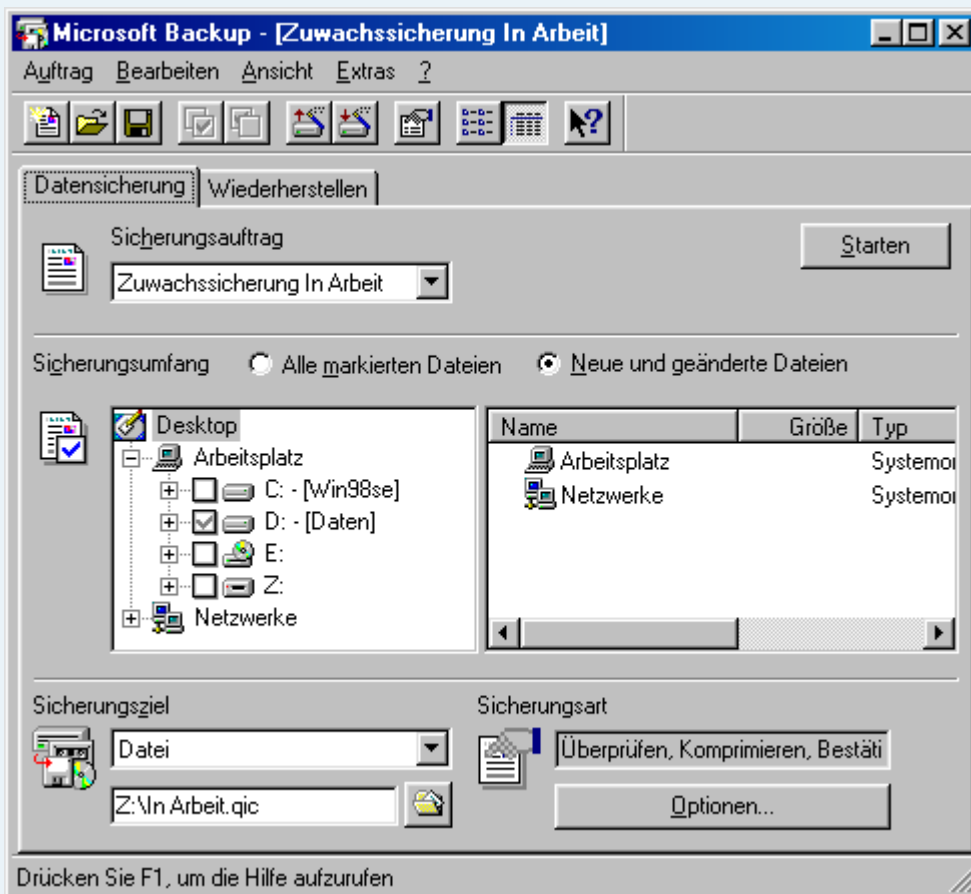 Microsoft Backup - [Zuwachssicherung In Arbeit]
Auftrag Bearbeiten Ansicht Extras ?
Datensicherung Wiederherstellen
Sicherungsauftrag
Starten
Zuwachssicherung In Arbeit
Sicherungsumfang Alle markierten Dateien Neue und geänderte Dateien
Desktop
Arbeitsplatz
C: - [Win98se]
D: - [Daten]
E:
Z:
Netzwerke
Name Größe Typ
Arbeitsplatz Systemor
Netzwerke Systemor
Sicherungsziel
Datei
Z:\In Arbeit.qic
Sicherungsart
Überprüfen, Komprimieren, Bestäti
Optionen...
Drücken Sie F1, um die Hilfe aufzurufen